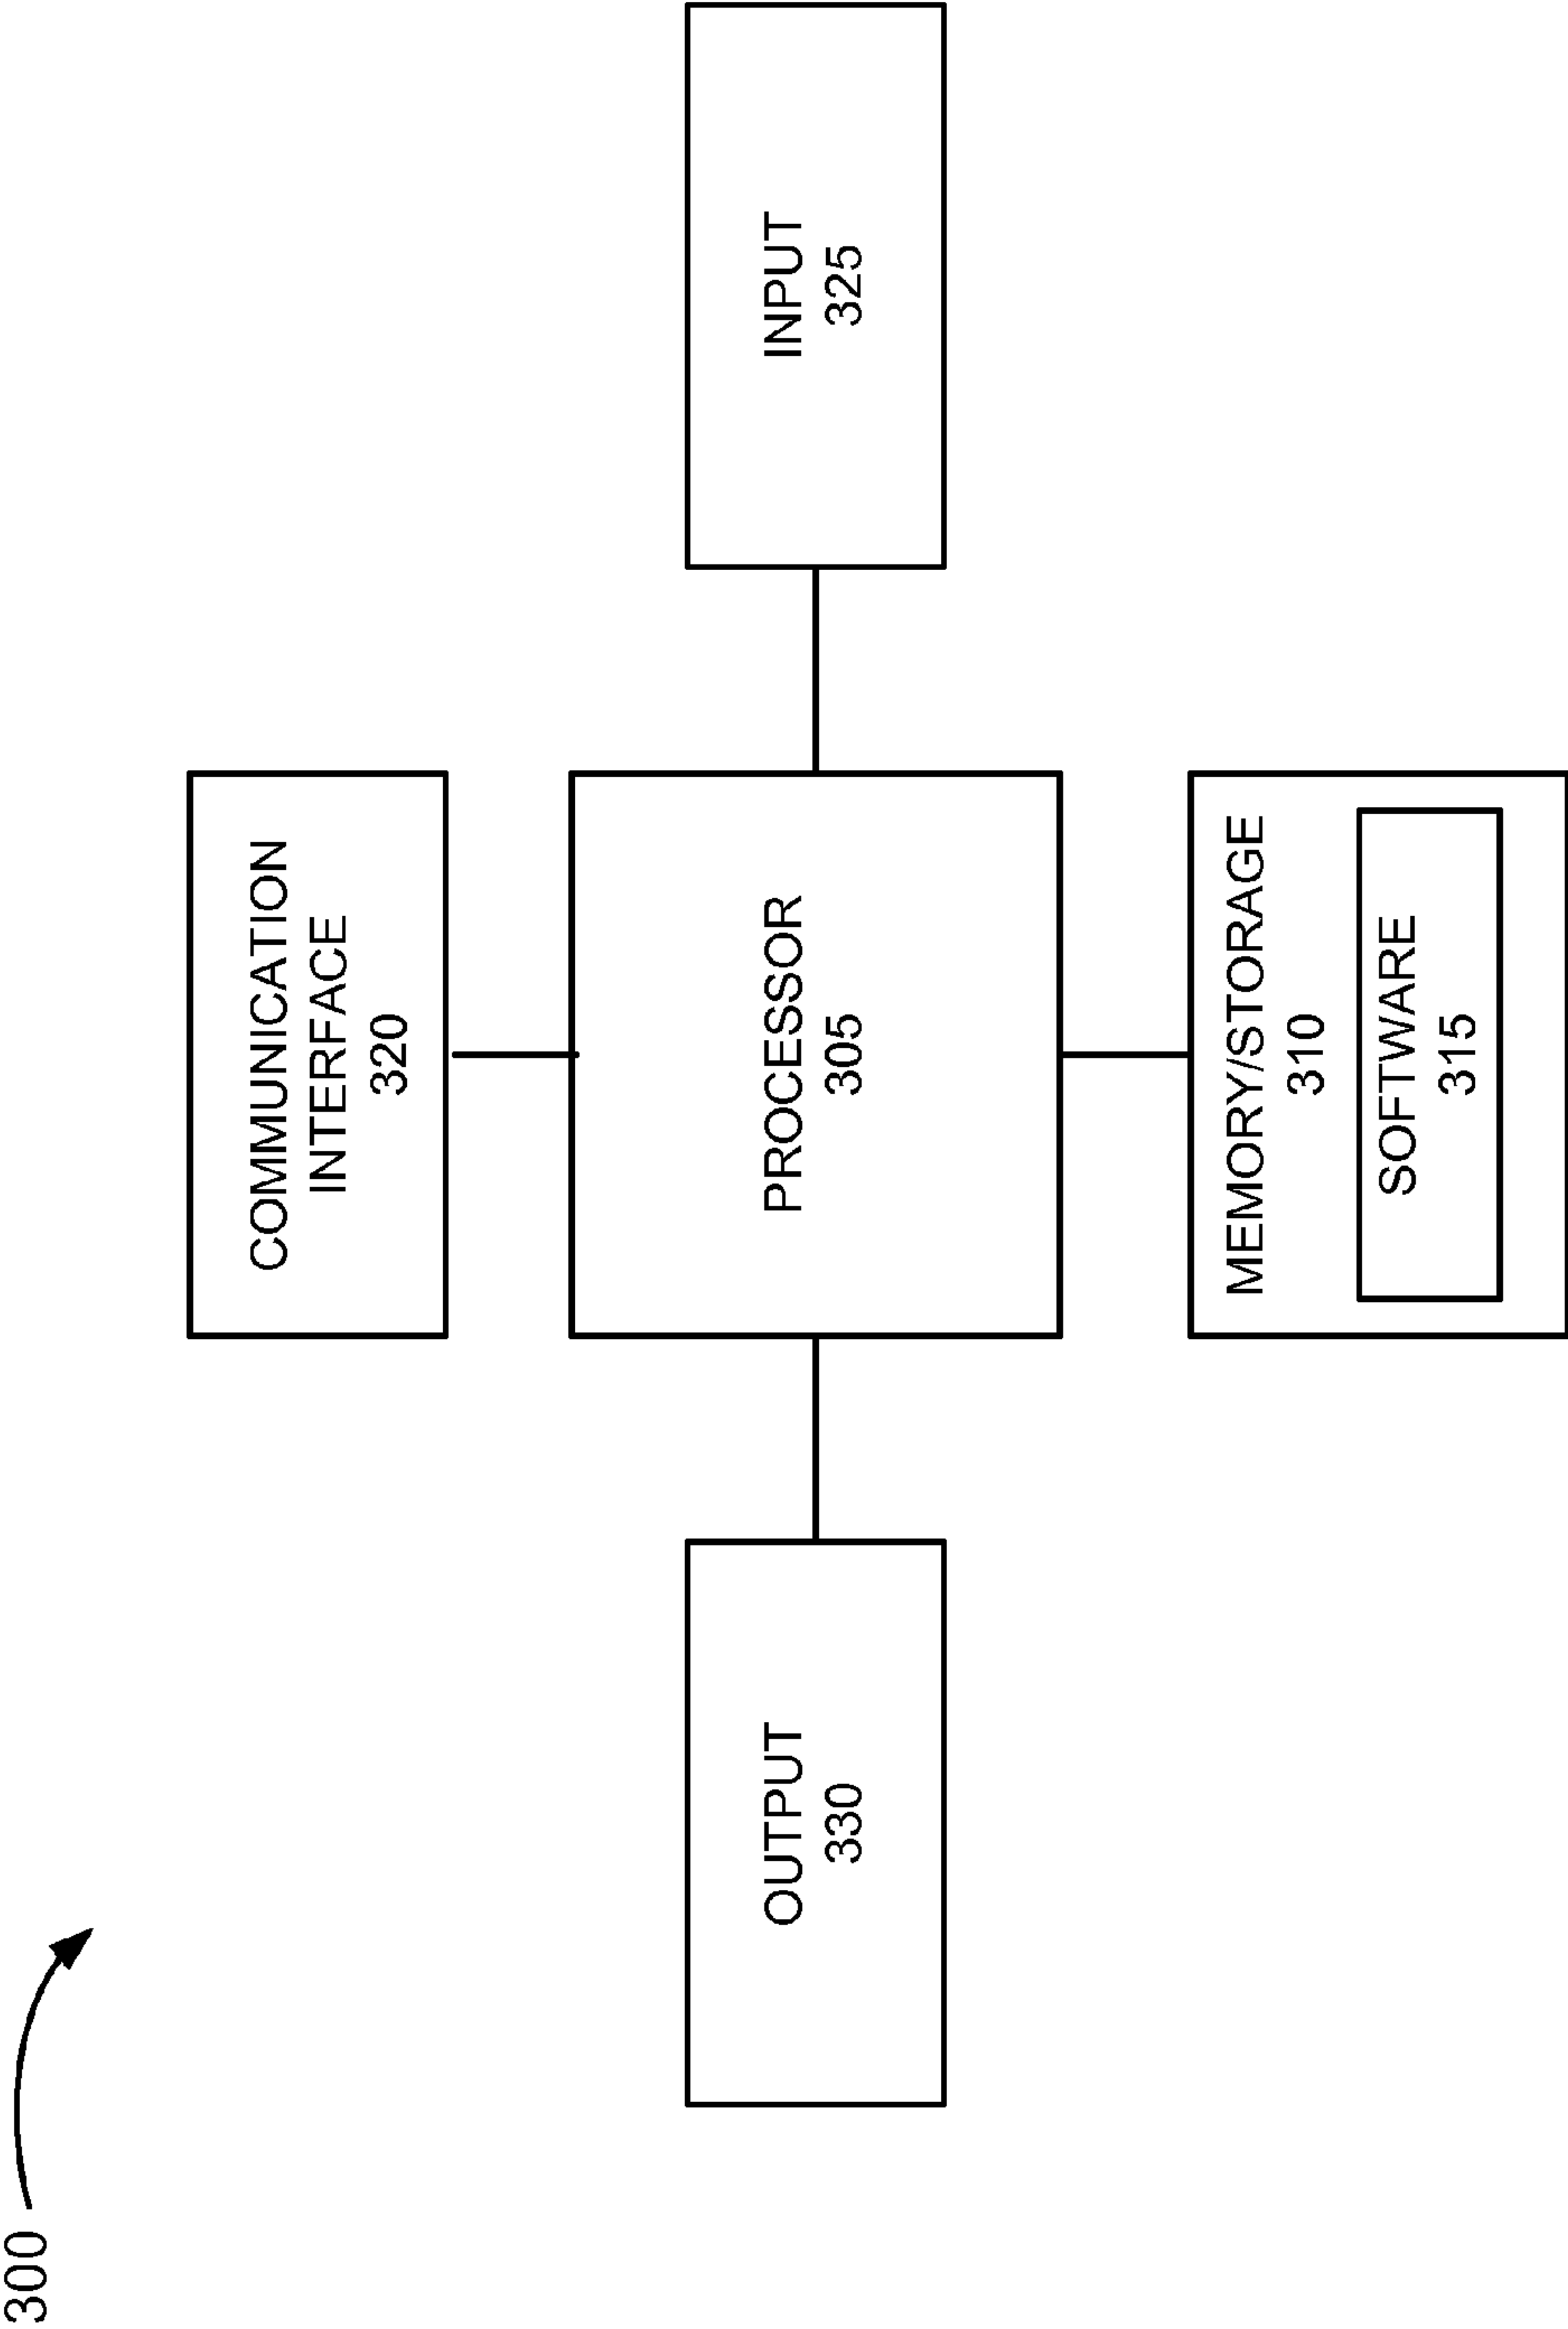 300
COMMUNICATION
INTERFACE
320
OUTPUT
330
PROCESSOR
305
INPUT
325
MEMORY/STORAGE
310
SOFTWARE
315